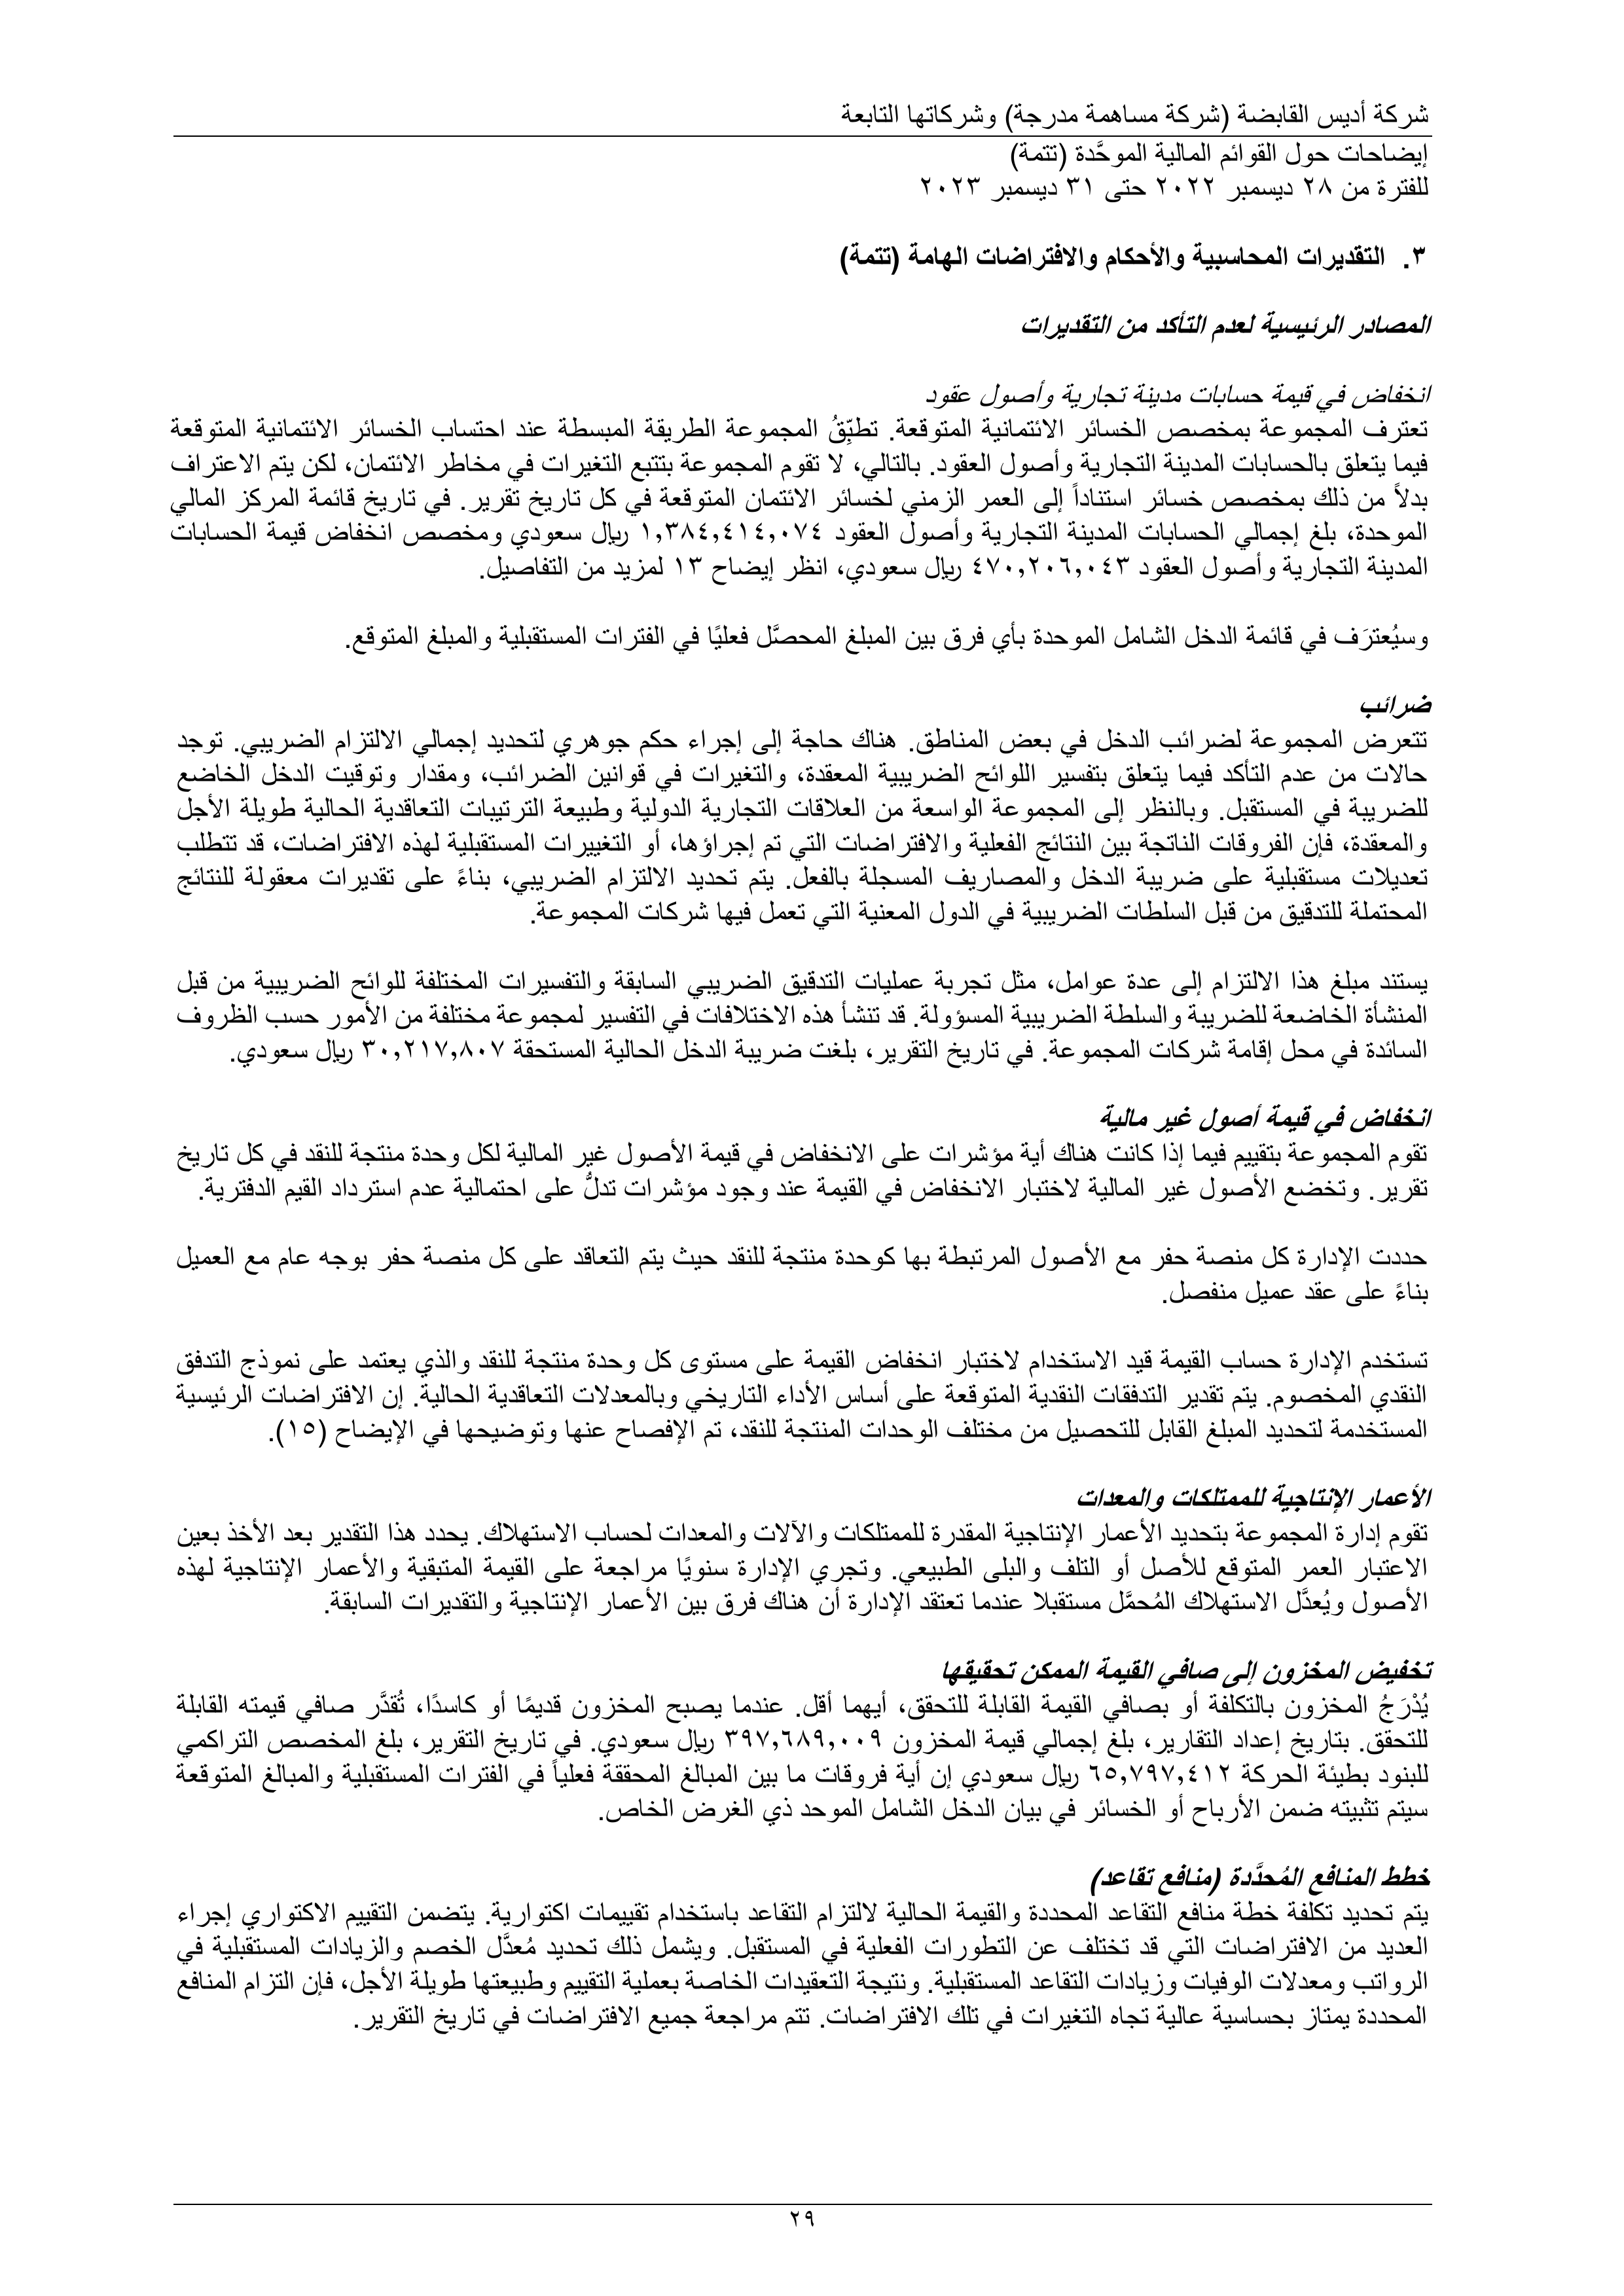 شركة أديس القابضة (شركة مساهمة مدرجة) وشركاتها التابعة
إيضاحات حول القوائم المالية الموحَّدة (تتمة)
للفترة من ٢٨ ديسمبر ٢٠٢٢ حتى ٣١ ديسمبر ٢٠٢٣
٣. التقديرات المحاسبية والأحكام والافتراضات الهامة (تتمة)
المصادر الرئيسية لعدم التأكد من التقديرات
انخفاض في قيمة حسابات مدينة تجارية وأصول عقود
تعترف المجموعة بمخصص الخسائر الائتمانية المتوقعة. تطبِّقُ المجموعة الطريقة المبسطة عند احتساب الخسائر الائتمانية المتوقعة
فيما يتعلق بالحسابات المدينة التجارية وأصول العقود. بالتالي، لا تقوم المجموعة بتتبع التغيرات في مخاطر الائتمان، لكن يتم الاعتراف
بدلاً من ذلك بمخصص خسائر استناداً إلى العمر الزمني لخسائر الائتمان المتوقعة في كل تاريخ تقرير. في تاريخ قائمة المركز المالي
الموحدة، بلغ إجمالي الحسابات المدينة التجارية وأصول العقود ١,٣٨٤,٤١٤,٠٧٤ ريال سعودي ومخصص انخفاض قيمة الحسابات
المدينة التجارية وأصول العقود ٤٧٠,٢٠٦,٠٤٣ ريال سعودي، انظر إيضاح ١٣ لمزيد من التفاصيل.
وسيُعترَف في قائمة الدخل الشامل الموحدة بأي فرق بين المبلغ المحصَّل فعليًا في الفترات المستقبلية والمبلغ المتوقع.
ضرائب
تتعرض المجموعة لضرائب الدخل في بعض المناطق. هناك حاجة إلى إجراء حكم جوهري لتحديد إجمالي الالتزام الضريبي. توجد
حالات من عدم التأكد فيما يتعلق بتفسير اللوائح الضريبية المعقدة، والتغيرات في قوانين الضرائب، ومقدار وتوقيت الدخل الخاضع
للضريبة في المستقبل. وبالنظر إلى المجموعة الواسعة من العلاقات التجارية الدولية وطبيعة الترتيبات التعاقدية الحالية طويلة الأجل
والمعقدة، فإن الفروقات الناتجة بين النتائج الفعلية والافتراضات التي تم إجراؤها، أو التغييرات المستقبلية لهذه الافتراضات، قد تتطلب
تعديلات مستقبلية على ضريبة الدخل والمصاريف المسجلة بالفعل. يتم تحديد الالتزام الضريبي، بناءً على تقديرات معقولة للنتائج
المحتملة للتدقيق من قبل السلطات الضريبية في الدول المعنية التي تعمل فيها شركات المجموعة.
يستند مبلغ هذا الالتزام إلى عدة عوامل، مثل تجربة عمليات التدقيق الضريبي السابقة والتفسيرات المختلفة للوائح الضريبية من قبل
المنشأة الخاضعة للضريبة والسلطة الضريبية المسؤولة. قد تنشأ هذه الاختلافات في التفسير لمجموعة مختلفة من الأمور حسب الظروف
السائدة في محل إقامة شركات المجموعة. في تاريخ التقرير، بلغت ضريبة الدخل الحالية المستحقة ٣٠,٢١٧,٨٠٧ ريال سعودي.
انخفاض في قيمة أصول غير مالية
تقوم المجموعة بتقييم فيما إذا كانت هناك أية مؤشرات على الانخفاض في قيمة الأصول غير المالية لكل وحدة منتجة للنقد في كل تاريخ
تقرير. وتخضع الأصول غير المالية لاختبار الانخفاض في القيمة عند وجود مؤشرات تدلُّ على احتمالية عدم استرداد القيم الدفترية.
حددت الإدارة كل منصة حفر مع الأصول المرتبطة بها كوحدة منتجة للنقد حيث يتم التعاقد على كل منصة حفر بوجه عام مع العميل
بناءً على عقد عميل منفصل.
تستخدم الإدارة حساب القيمة قيد الاستخدام لاختبار انخفاض القيمة على مستوى كل وحدة منتجة للنقد والذي يعتمد على نموذج التدفق
النقدي المخصوم. يتم تقدير التدفقات النقدية المتوقعة على أساس الأداء التاريخي وبالمعدلات التعاقدية الحالية. إن الافتراضات الرئيسية
المستخدمة لتحديد المبلغ القابل للتحصيل من مختلف الوحدات المنتجة للنقد، تم الإفصاح عنها وتوضيحها في الإيضاح (١٥).
الأعمار الإنتاجية للممتلكات والمعدات
تقوم إدارة المجموعة بتحديد الأعمار الإنتاجية المقدرة للممتلكات والآلات والمعدات لحساب الاستهلاك. يحدد هذا التقدير بعد الأخذ بعين
الاعتبار العمر المتوقع للأصل أو التلف والبلى الطبيعي. وتجري الإدارة سنويًا مراجعة على القيمة المتبقية والأعمار الإنتاجية لهذه
الأصول ويُعدَّل الاستهلاك المُحمَّل مستقبلا عندما تعتقد الإدارة أن هناك فرق بين الأعمار الإنتاجية والتقديرات السابقة.
تخفيض المخزون إلى صافي القيمة الممكن تحقيقها
يُدْرَجُ المخزون بالتكلفة أو بصافي القيمة القابلة للتحقق، أيهما أقل. عندما يصبح المخزون قديمًا أو كاسدًا، تُقدَّر صافي قيمته القابلة
للتحقق. بتاريخ إعداد التقارير، بلغ إجمالي قيمة المخزون ٣٩٧,٦٨٩,٠٠٩ ريال سعودي. في تاريخ التقرير، بلغ المخصص التراكمي
للبنود بطيئة الحركة ٦٥,٧٩٧,٤١٢ ريال سعودي إن أية فروقات ما بين المبالغ المحققة فعلياً في الفترات المستقبلية والمبالغ المتوقعة
سيتم تثبيته ضمن الأرباح أو الخسائر في بيان الدخل الشامل الموحد ذي الغرض الخاص.
خطط المنافع المُحدَّدة (منافع تقاعد)
يتم تحديد تكلفة خطة منافع التقاعد المحددة والقيمة الحالية لالتزام التقاعد باستخدام تقييمات اكتوارية. يتضمن التقييم الاكتواري إجراء
العديد من الافتراضات التي قد تختلف عن التطورات الفعلية في المستقبل. ويشمل ذلك تحديد مُعدَّل الخصم والزيادات المستقبلية في
الرواتب ومعدلات الوفيات وزيادات التقاعد المستقبلية. ونتيجة التعقيدات الخاصة بعملية التقييم وطبيعتها طويلة الأجل، فإن التزام المنافع
المحددة يمتاز بحساسية عالية تجاه التغيرات في تلك الافتراضات. تتم مراجعة جميع الافتراضات في تاريخ التقرير.
٢٩